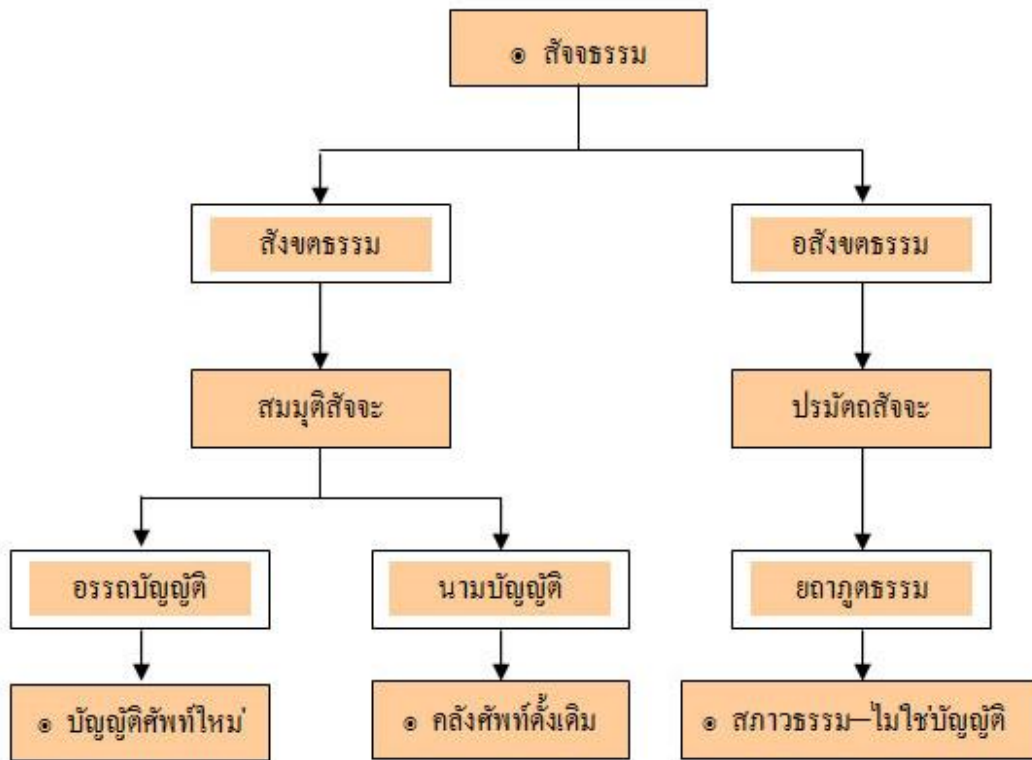 ๏ สัจจธรรม
สังขตธรรม
อสังขตธรรม
สมมุติสัจจะ
ปรมัตถสัจจะ
อรรถบัญญัติ
นามบัญญัติ
ยถาภูตธรรม
๏ บัญญัติศัพท์ใหม่
๏ คลังศัพท์ดั้งเดิม
๏ สภาวธรรม—ไม่ใช่บัญญัติ